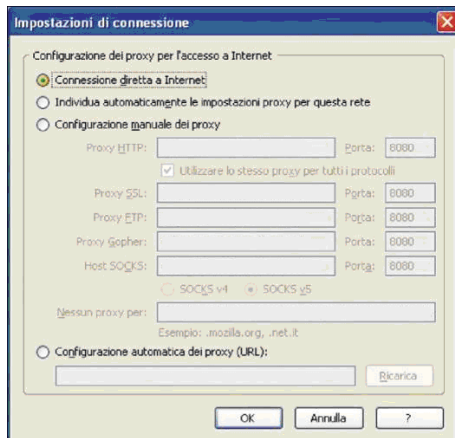 Impostazioni di connessione
Configurazione dei proxy per l'accesso a Internet
Connessione diretta a Internet
Individua automaticamente le impostazioni proxy per questa rete
Configurazione manuale dei proxy
Proxy HTTP: Porta: 8080
Utilizzare lo stesso proxy per tutti i protocolli
Proxy SSL: Porta: 8080
Proxy FTP: Porta: 8080
Proxy Gopher: Porta: 8080
Host SOCKS: Porta: 8080
SOCKS v4 SOCKS v5
Nessun proxy per:
Esempio: .mozilla.org, .net.it
Configurazione automatica dei proxy (URL):
Ricarica
OK Annulla ?